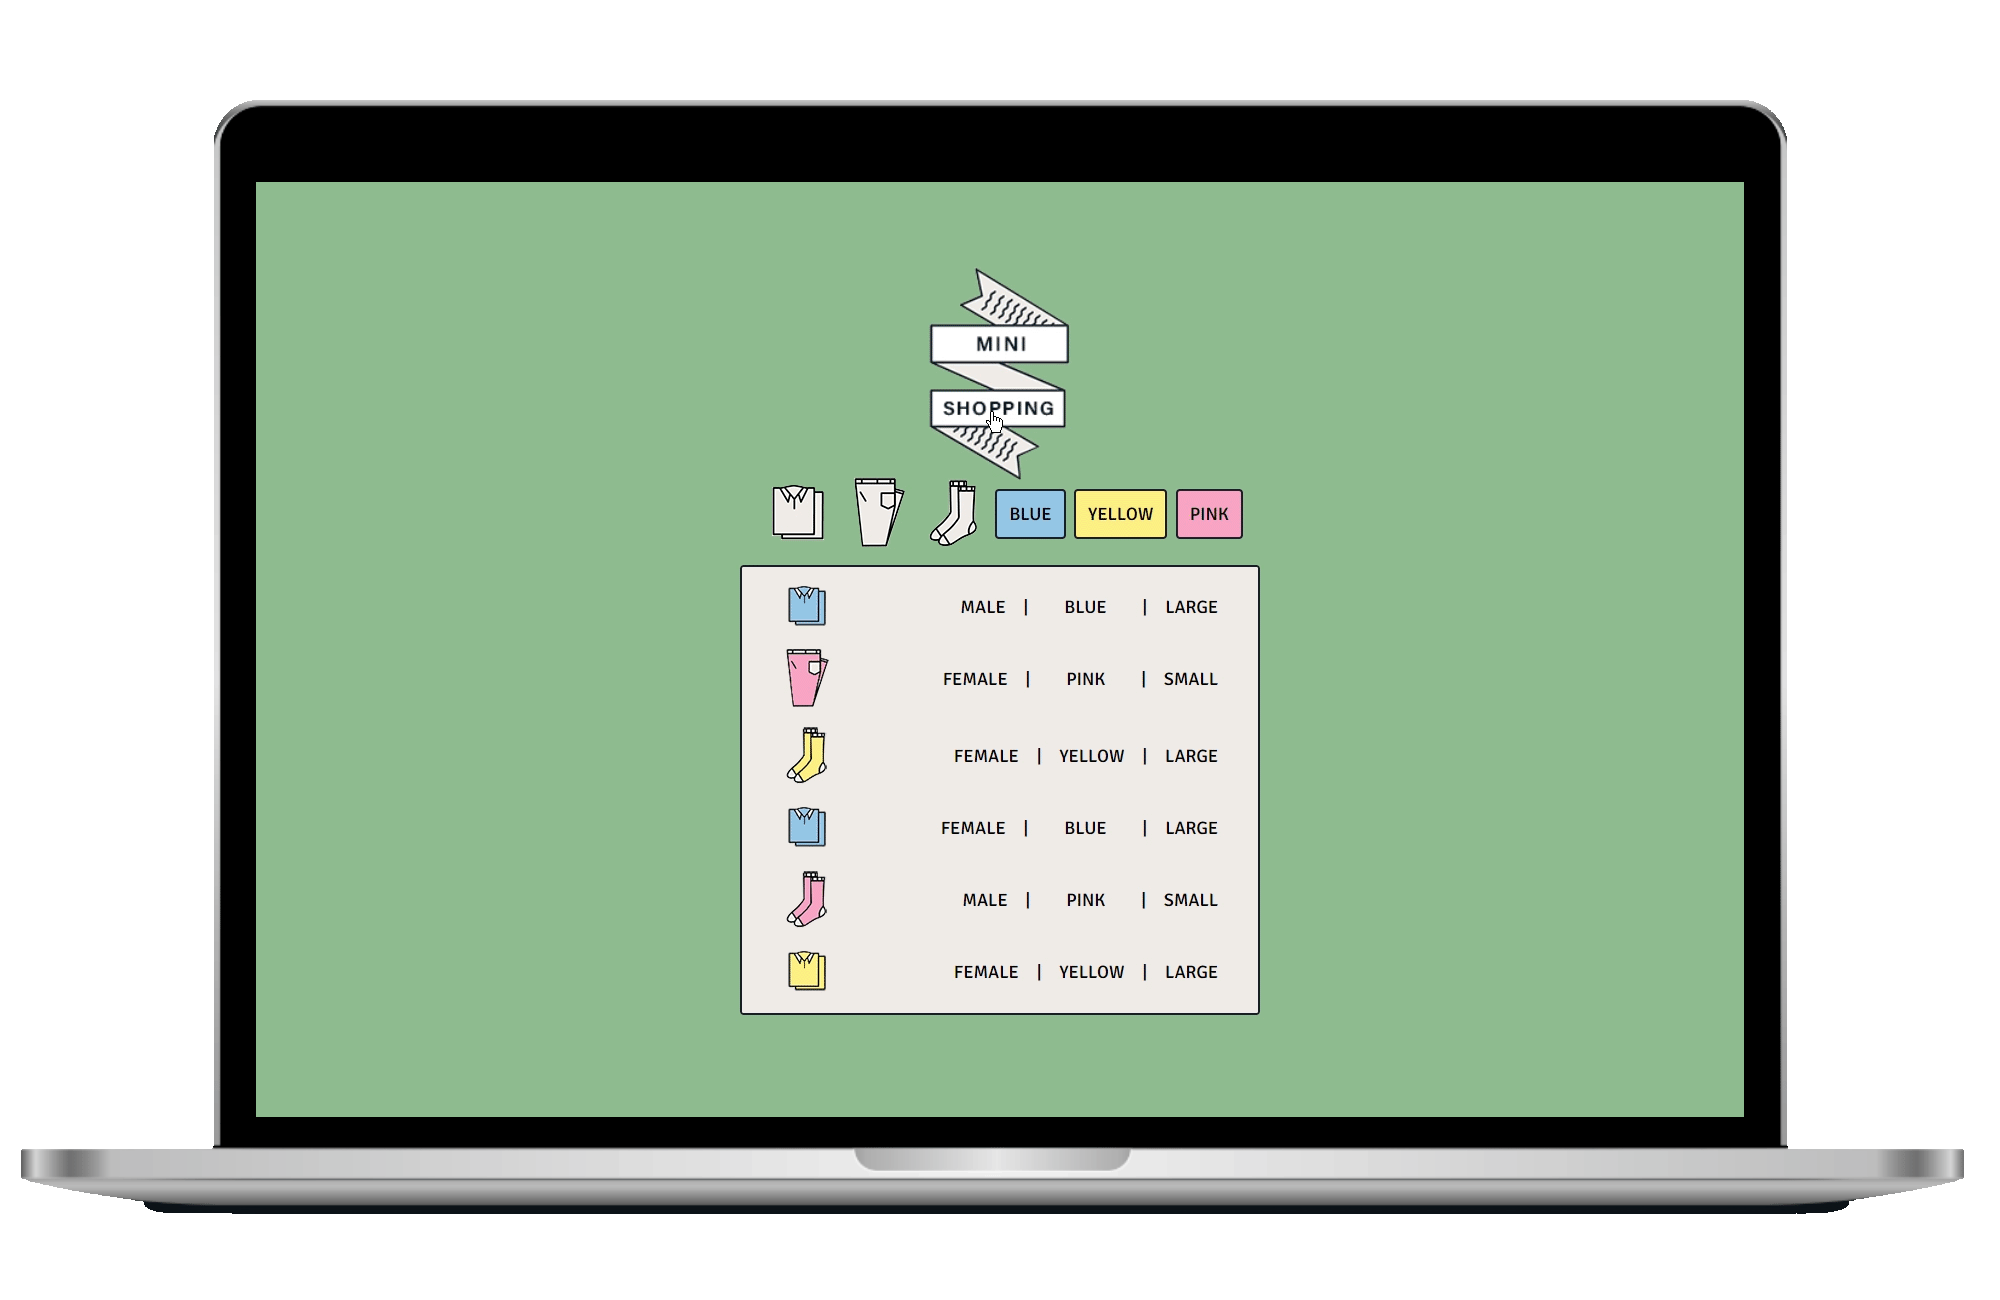 MINI
SHOPPING
BLUE YELLOW PINK
MALE | BLUE | LARGE
FEMALE | PINK | SMALL
FEMALE | YELLOW | LARGE
FEMALE | BLUE | LARGE
MALE | PINK | SMALL
FEMALE | YELLOW | LARGE